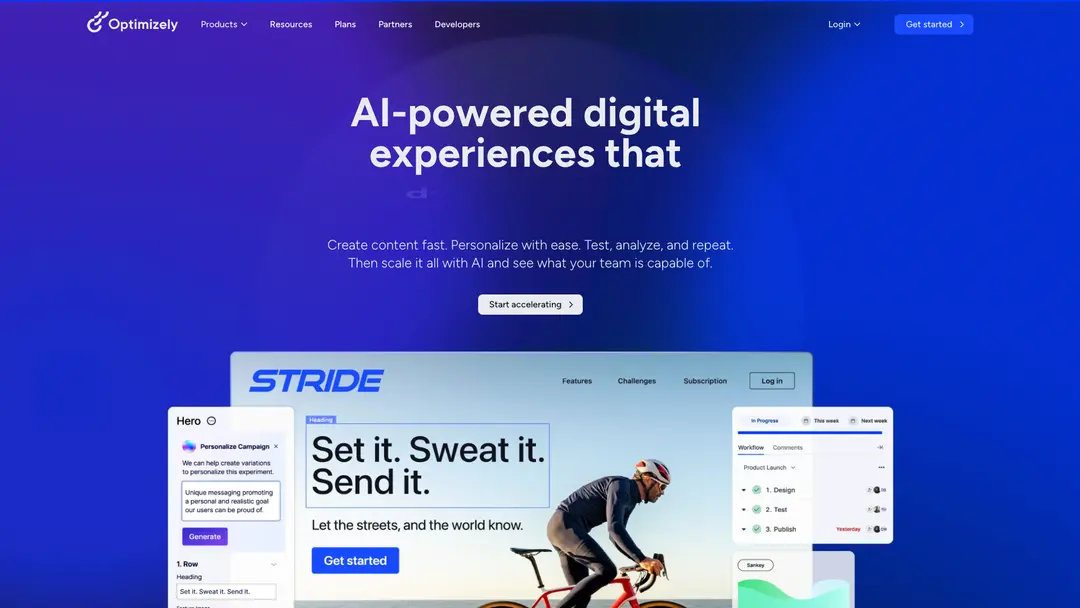 Optimizely
Products
Resources
Plans
Partners
Developers
Login
Get started
AI-powered digital
experiences that
Create content fast. Personalize with ease. Test, analyze, and repeat.
Then scale it all with AI and see what your team is capable of.
Start accelerating
STRIDE
Features
Challenges
Subscription
Log in
Hero
Personalize Campaign
We can help create variations
to personalize this experiment.
Unique messaging promoting
a personal and realistic goal
our users can be proud of.
Generate
1. Row
Heading
Set it. Sweat it. Send it.
Heading
Set it. Sweat it.
Send it.
Let the streets, and the world know.
Get started
In Progress
This week
Next week
Workflow
Comments
Product Launch
1. Design
2. Test
3. Publish
Yesterday
Sankey